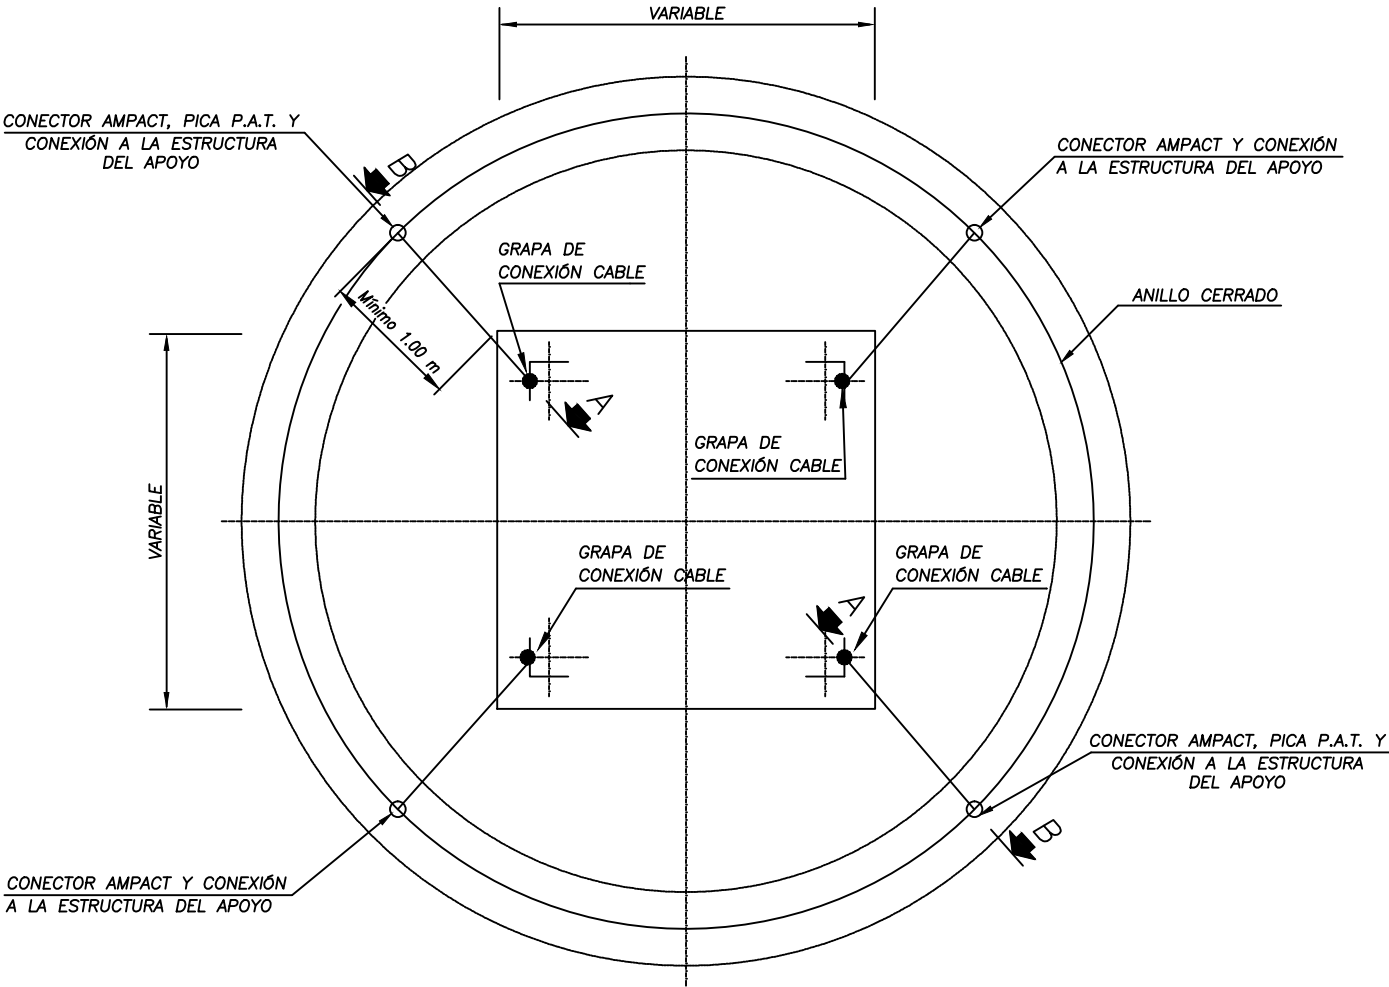 VARIABLE
CONECTOR AMPACT, PICA P.A.T. Y
CONEXIÓN A LA ESTRUCTURA
DEL APOYO
B
CONECTOR AMPACT Y CONEXIÓN
A LA ESTRUCTURA DEL APOYO
GRAPA DE
CONEXIÓN CABLE
ANILLO CERRADO
Mínimo 1.00 m
A
GRAPA DE
CONEXIÓN CABLE
VARIABLE
GRAPA DE
CONEXIÓN CABLE
GRAPA DE
CONEXIÓN CABLE
A
CONECTOR AMPACT, PICA P.A.T. Y
CONEXIÓN A LA ESTRUCTURA
DEL APOYO
B
CONECTOR AMPACT Y CONEXIÓN
A LA ESTRUCTURA DEL APOYO